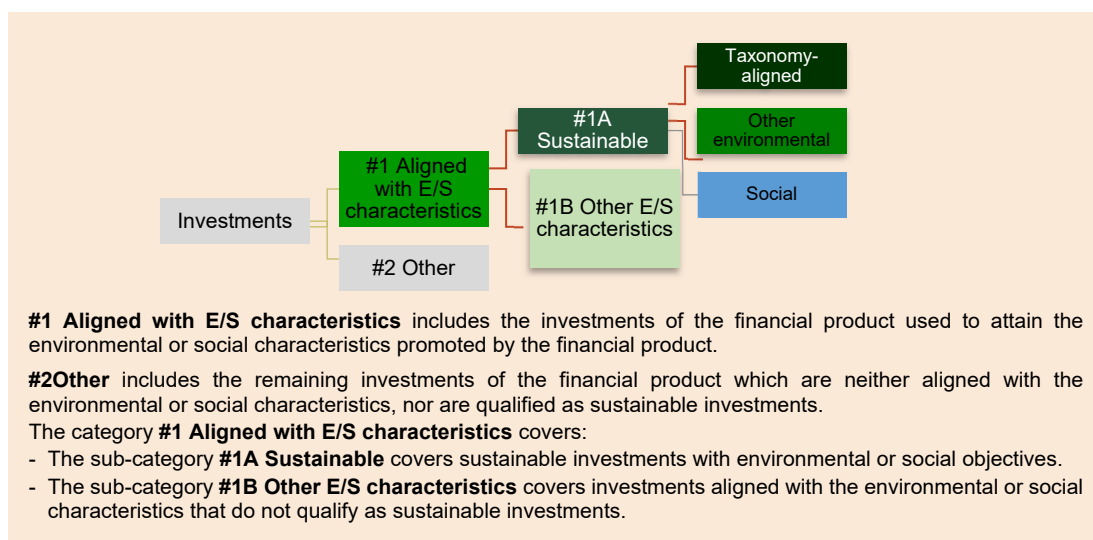 Taxonomy-
aligned
#1A
Sustainable
Other
environmental
#1 Aligned
with E/S
characteristics
Social
#1B Other E/S
characteristics
Investments
#2 Other
#1 Aligned with E/S characteristics includes the investments of the financial product used to attain the
environmental or social characteristics promoted by the financial product.
#2Other includes the remaining investments of the financial product which are neither aligned with the
environmental or social characteristics, nor are qualified as sustainable investments.
The category #1 Aligned with E/S characteristics covers:
- The sub-category #1A Sustainable covers sustainable investments with environmental or social objectives.
- The sub-category #1B Other E/S characteristics covers investments aligned with the environmental or social
characteristics that do not qualify as sustainable investments.